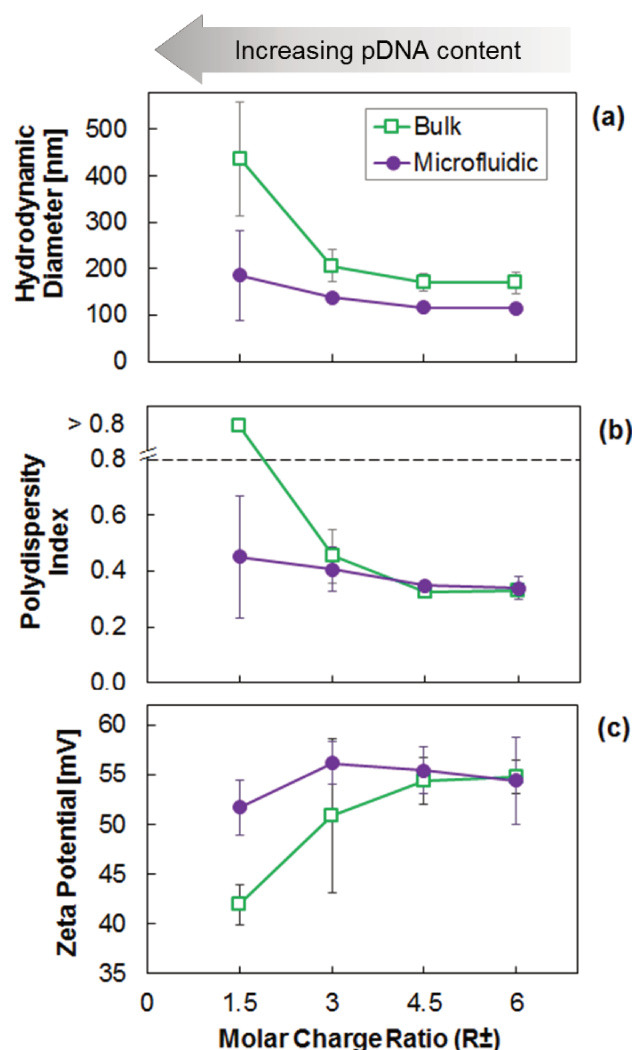 Increasing pDNA content
(a)
Bulk
Microfluidic
Hydrodynamic
Diameter [nm]
500
400
300
200
100
0
(b)
Polydispersity
Index
> 0.8
0.8
0.6
0.4
0.2
0.0
(c)
Zeta Potential [mV]
60
55
50
45
40
35
0 1.5 3 4.5 6
Molar Charge Ratio (R±)